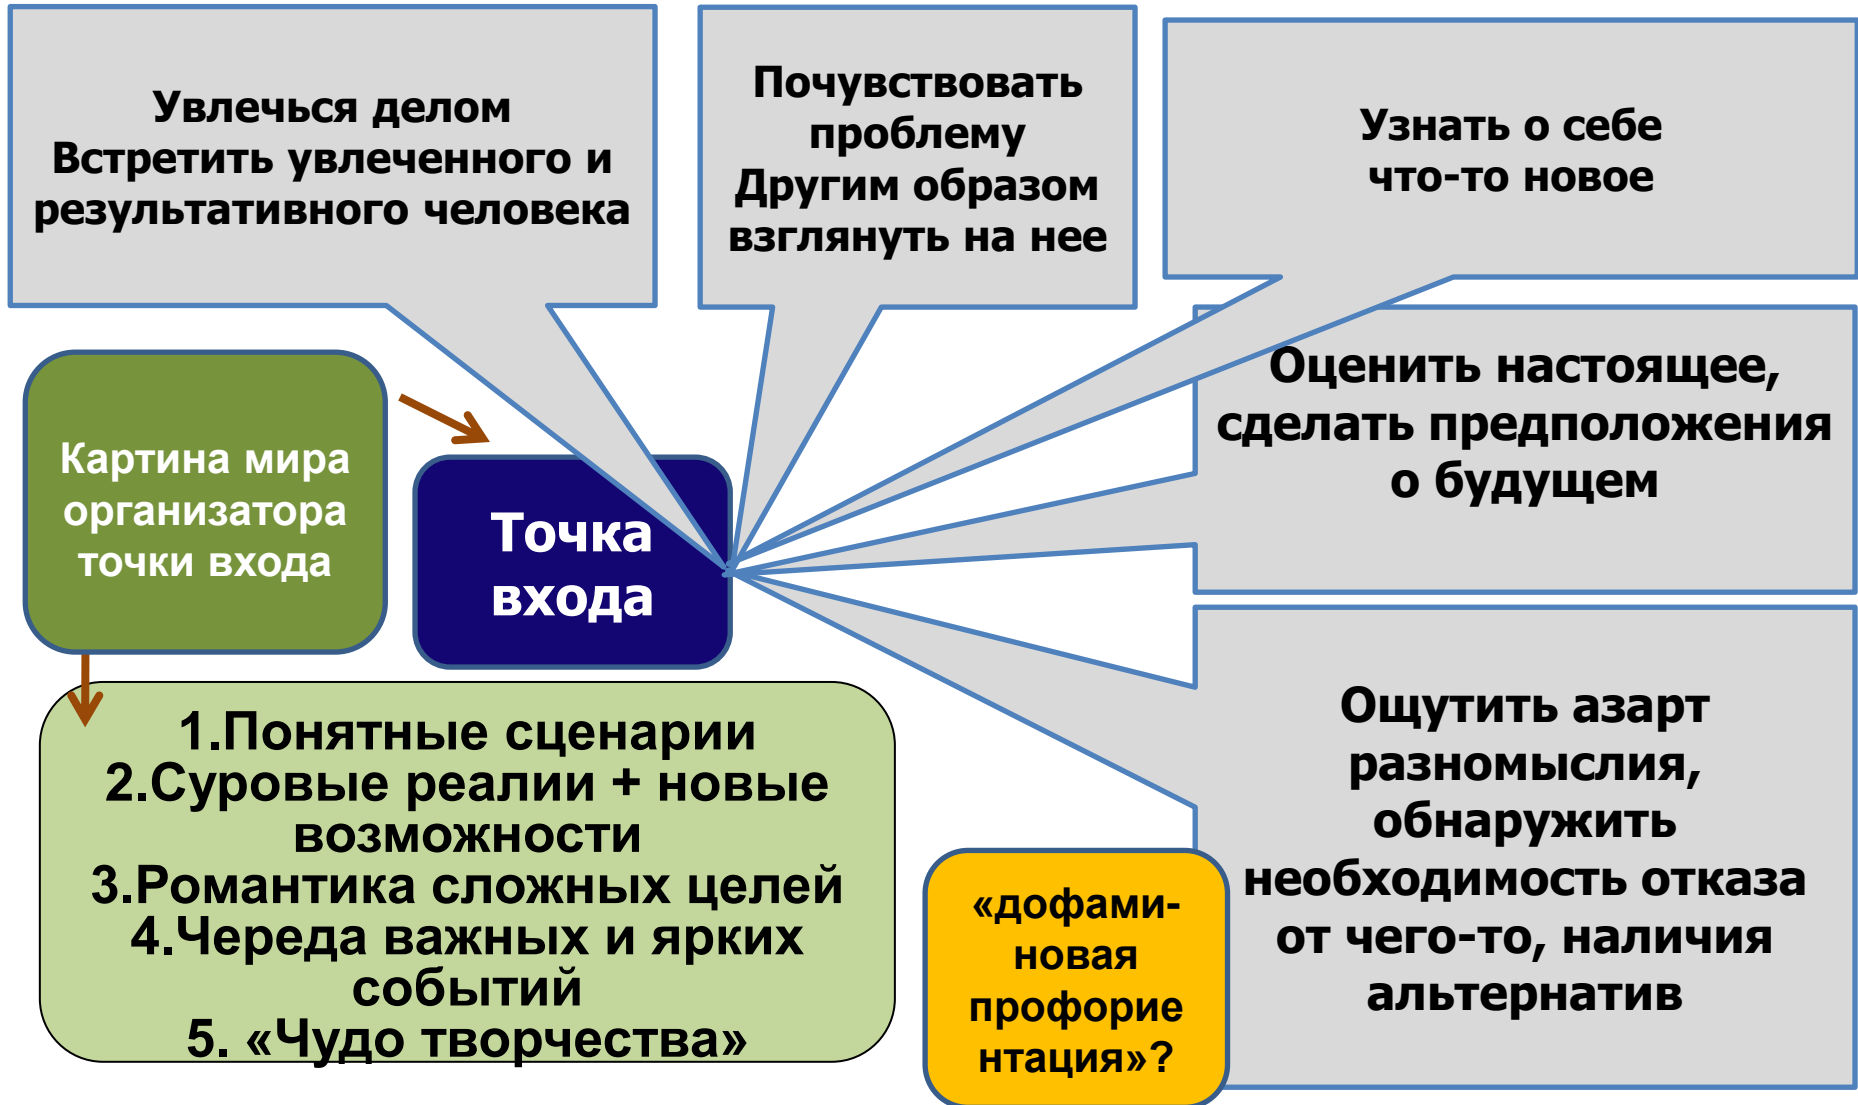 Увлечься делом
Встретить увлеченного и
результативного человека
Почувствовать
проблему
Другим образом
взглянуть на нее
Узнать о себе
что-то новое
Оценить настоящее,
сделать предположения
о будущем
Картина мира
организатора
точки входа
Точка
входа
1.Понятные сценарии
2.Суровые реалии + новые
возможности
3.Романтика сложных целей
4.Череда важных и ярких
событий
5. «Чудо творчества»
«дофами-
новая
профорие
нтация»?
Ощутить азарт
разномыслия,
обнаружить
необходимость отказа
от чего-то, наличия
альтернатив